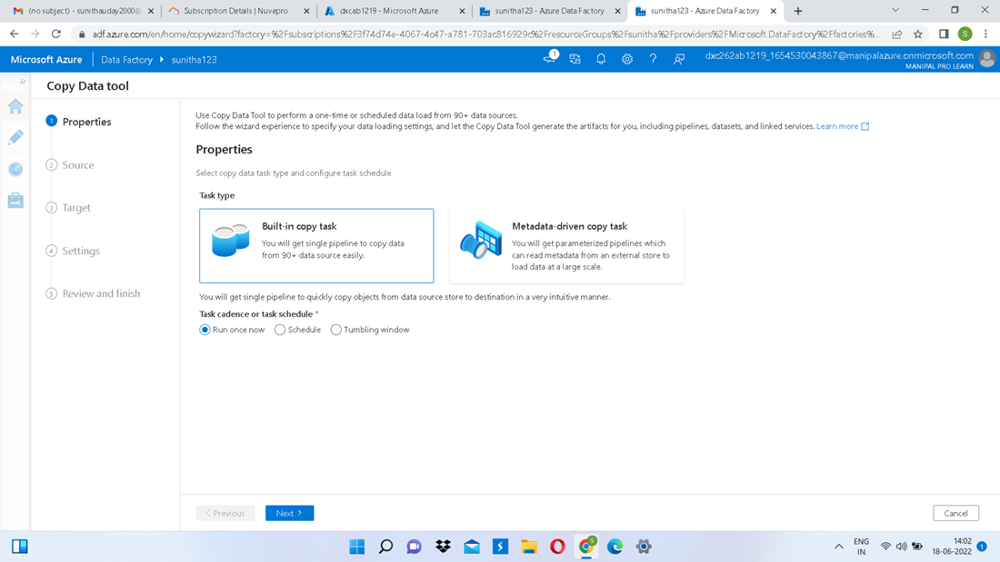 (no subject) - sunithauday2000@
Subscription Details | Nuvepro
dxcab1219 - Microsoft Azure
sunitha123 - Azure Data Factory
sunitha123 - Azure Data Factory
adf.azure.com/en/home/copywizard?factory=%2Fsubscriptions%2F3f74d74e-4067-4c47-a781-703ac816929c%2FresourceGroups%2Fsunitha%2Fproviders%2FMicrosoft.DataFactory%2Ffactories%...
S
Microsoft Azure
Data Factory
sunitha123
1
dxc262ab1219_1654530043867@manipalazure.onmicrosoft.com
MANIPAL PRO LEARN
Copy Data tool
1 Properties
2 Source
3 Target
4 Settings
5 Review and finish
Use Copy Data Tool to perform a one-time or scheduled data load from 90+ data sources.
Follow the wizard experience to specify your data loading settings, and let the Copy Data Tool generate the artifacts for you, including pipelines, datasets, and linked services. Learn more
Properties
Select copy data task type and configure task schedule
Task type
Built-in copy task
You will get single pipeline to copy data
from 90+ data source easily.
Metadata-driven copy task
You will get parameterized pipelines which
can read metadata from an external store to
load data at a large scale.
You will get single pipeline to quickly copy objects from data source store to destination in a very intuitive manner.
Task cadence or task schedule *
Run once now
Schedule
Tumbling window
< Previous
Next >
Cancel
S
ENG
IN
14:02
18-06-2022
1